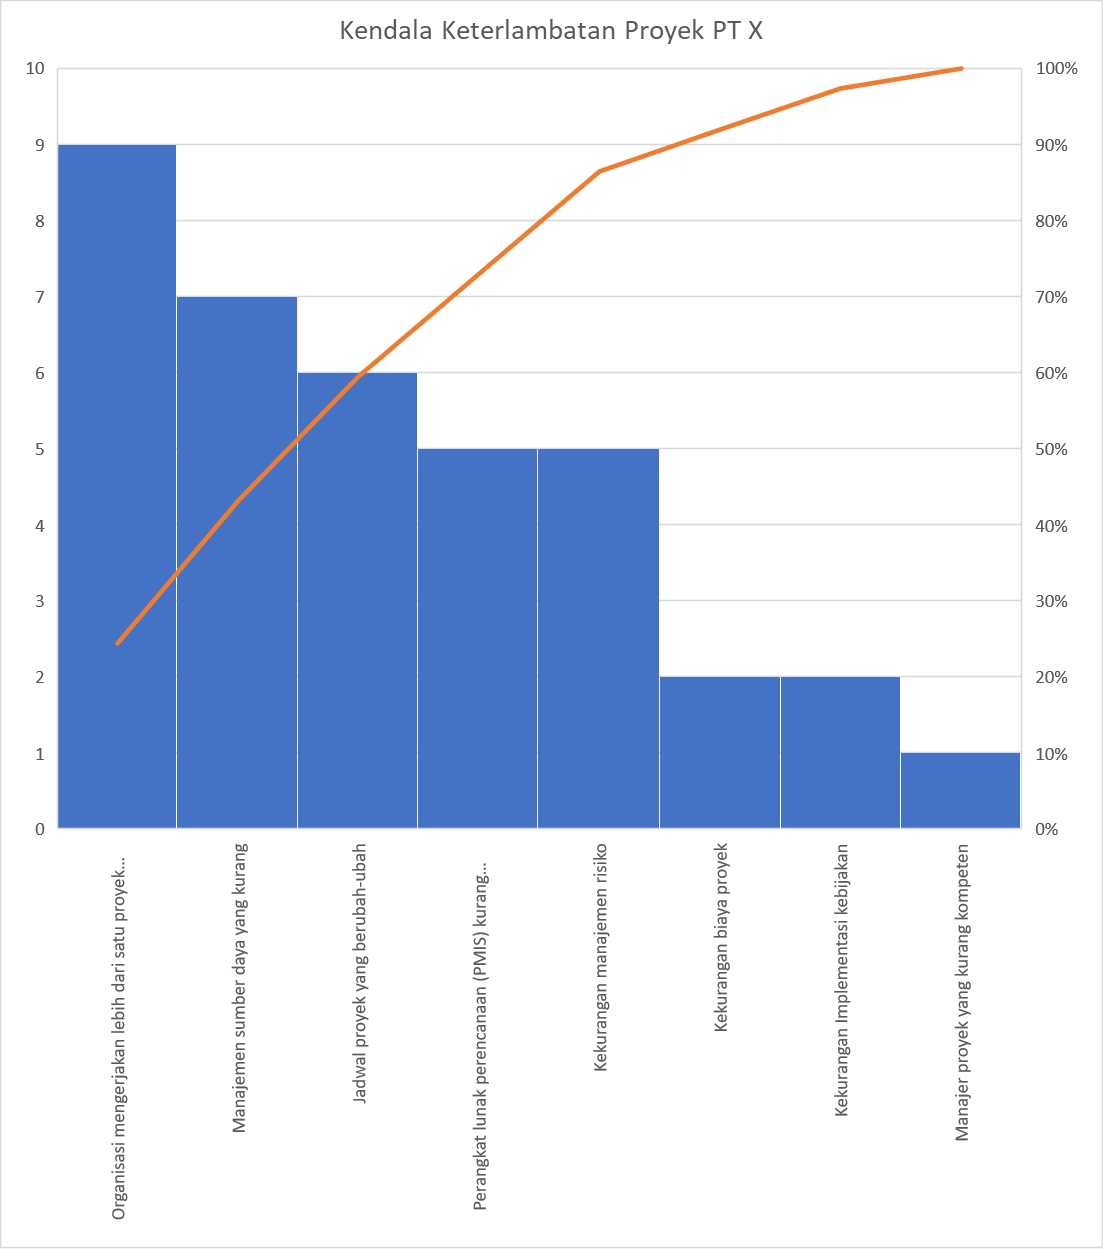 Kendala Keterlambatan Proyek PT X
10
9
8
7
6
5
4
3
2
1
0
100%
90%
80%
70%
60%
50%
40%
30%
20%
10%
0%
Organisasi mengerjakan lebih dari satu proyek...
Manajemen sumber daya yang kurang
Jadwal proyek yang berubah-ubah
Perangkat lunak perencanaan (PMIS) kurang...
Kekurangan manajemen risiko
Kekurangan biaya proyek
Kekurangan Implementasi kebijakan
Manajer proyek yang kurang kompeten